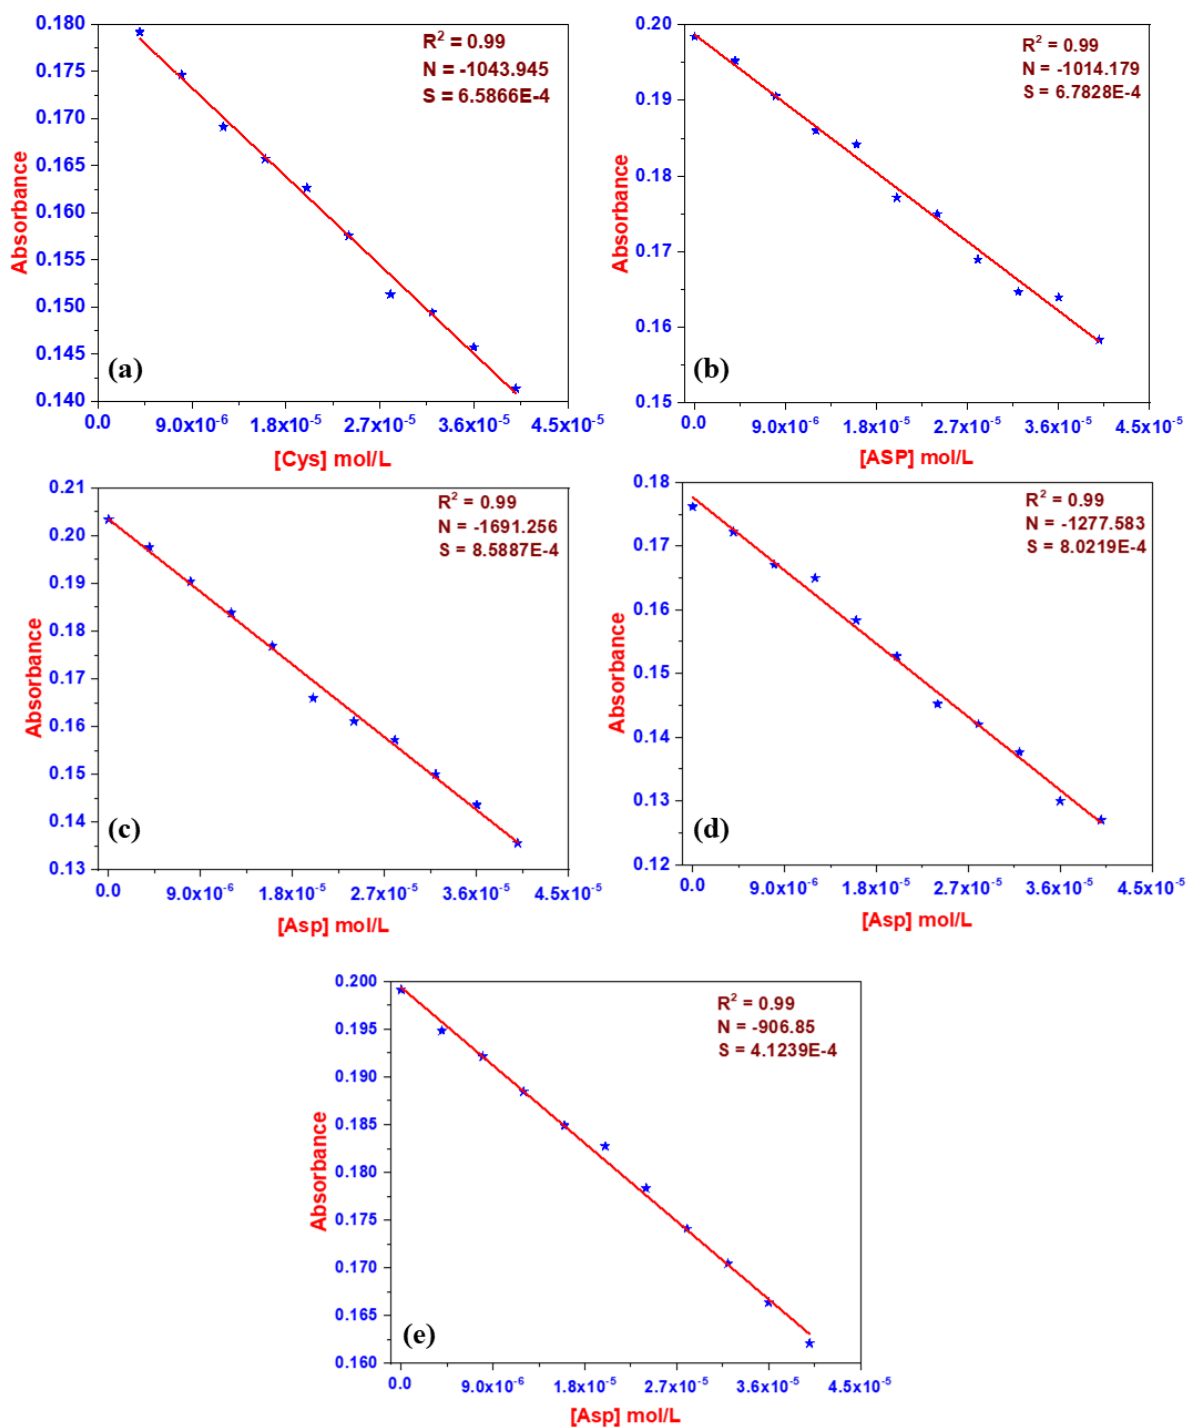 0.180
0.175
0.170
0.165
0.160
0.155
0.150
0.145
0.140
Absorbance
R² = 0.99
N = -1043.945
S = 6.5866E-4
(a)
0.0 9.0x10⁻⁶ 1.8x10⁻⁵ 2.7x10⁻⁵ 3.6x10⁻⁵ 4.5x10⁻⁵
[Cys] mol/L
0.20
0.19
0.18
0.17
0.16
0.15
Absorbance
R² = 0.99
N = -1014.179
S = 6.7828E-4
(b)
0.0 9.0x10⁻⁶ 1.8x10⁻⁵ 2.7x10⁻⁵ 3.6x10⁻⁵ 4.5x10⁻⁵
[ASP] mol/L
0.21
0.20
0.19
0.18
0.17
0.16
0.15
0.14
0.13
Absorbance
R² = 0.99
N = -1691.256
S = 8.5887E-4
(c)
0.0 9.0x10⁻⁶ 1.8x10⁻⁵ 2.7x10⁻⁵ 3.6x10⁻⁵ 4.5x10⁻⁵
[Asp] mol/L
0.18
0.17
0.16
0.15
0.14
0.13
0.12
Absorbance
R² = 0.99
N = -1277.583
S = 8.0219E-4
(d)
0.0 9.0x10⁻⁶ 1.8x10⁻⁵ 2.7x10⁻⁵ 3.6x10⁻⁵ 4.5x10⁻⁵
[Asp] mol/L
0.200
0.195
0.190
0.185
0.180
0.175
0.170
0.165
0.160
Absorbance
R² = 0.99
N = -906.85
S = 4.1239E-4
(e)
0.0 9.0x10⁻⁶ 1.8x10⁻⁵ 2.7x10⁻⁵ 3.6x10⁻⁵ 4.5x10⁻⁵
[Asp] mol/L